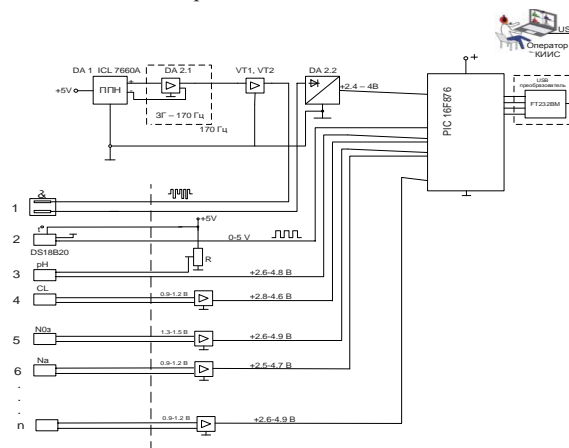 US
Оператор
КИИС
DA 1 ICL 7660A
DA 2.1
VT1, VT2
DA 2.2
+
+5V
ППН
+
-
+2.4 – 4В
ЗГ – 170 Гц
170 Гц
PIC 16F876
USB
преобразователь
FT232BM
1
&
+5V
2
t°
DS18B20
0-5 V
3
pH
R
+2.6-4.8 В
4
CL
0.9-1.2 В
+2.8-4.6 В
5
N0з
1.3-1.5 В
+2.6-4.9 В
6
Na
0.9-1.2 В
+2.5-4.7 В
.
.
.
n
0.9-1.2 В
+2.6-4.9 В